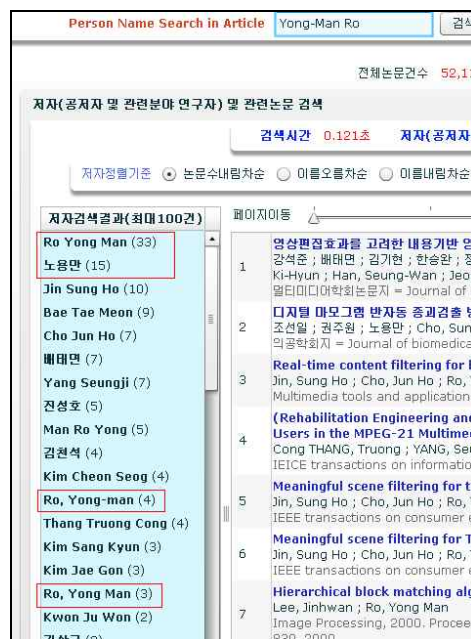 Person Name Search in Article Yong-Man Ro
전체논문건수 52,1
저자(공저자 및 관련분야 연구자) 및 관련논문 검색
검색시간 0.121초 저자(공저자
저자정렬기준 논문수내림차순 이름오름차순 이름내림차순
저자검색결과(최대100건)
Ro Yong Man (33)
노용만 (15)
Jin Sung Ho (10)
Bae Tae Meon (9)
Cho Jun Ho (7)
배태면 (7)
Yang Seungji (7)
진성호 (5)
Man Ro Yong (5)
김천석 (4)
Kim Cheon Seog (4)
Ro, Yong-man (4)
Thang Truong Cong (4)
Kim Sang Kyun (3)
Kim Jae Gon (3)
Ro, Yong Man (3)
Kwon Ju Won (2)
페이지이동
1
영상편집효과를 고려한 내용기반 영
강석준 ; 배태면 ; 김기현 ; 한승완 ; 정
Ki-Hyun ; Han, Seung-Wan ; Jeo
멀티미디어학회논문지 = Journal of
2
디지털 마모그램 유방암 종괴검출
조선일 ; 권주원 ; 노용만 ; Cho, Sun
의공학회지 = Journal of biomedica
3
Real-time content filtering for l
Jin, Sung Ho ; Cho, Jun Ho ; Ro,
Multimedia tools and application
4
(Rehabilitation Engineering and
Users in the MPEG-21 Multimed
Cong THANG, Truong ; YANG, Seu
IEICE transactions on informatio
5
Meaningful scene filtering for t
Jin, Sung Ho ; Cho, Jun Ho ; Ro,
IEEE transactions on consumer e
6
Meaningful scene filtering for T
Jin, Sung Ho ; Cho, Jun Ho ; Ro,
IEEE transactions on consumer e
7
Hierarchical block matching alg
Lee, Jinhwan ; Ro, Yong Man
Image Processing, 2000. Procee